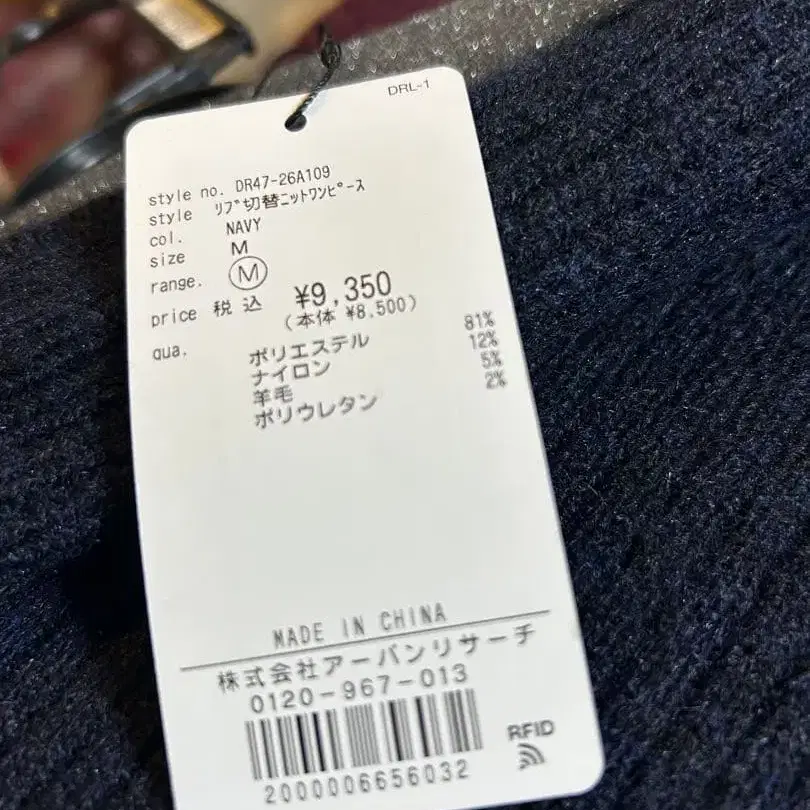 DRL-1
style no. DR47-26A109
style ﾘﾌﾞ切替ﾆｯﾄﾜﾝﾋﾟｰｽ
col. NAVY
size M
range. Ⓜ
price 税込 ¥9,350
(本体 ¥8,500)
qua.
ポリエステル 81%
ナイロン 12%
羊毛 5%
ポリウレタン 2%
MADE IN CHINA
株式会社アーバンリサーチ
0120-967-013
2000006656032
RFID